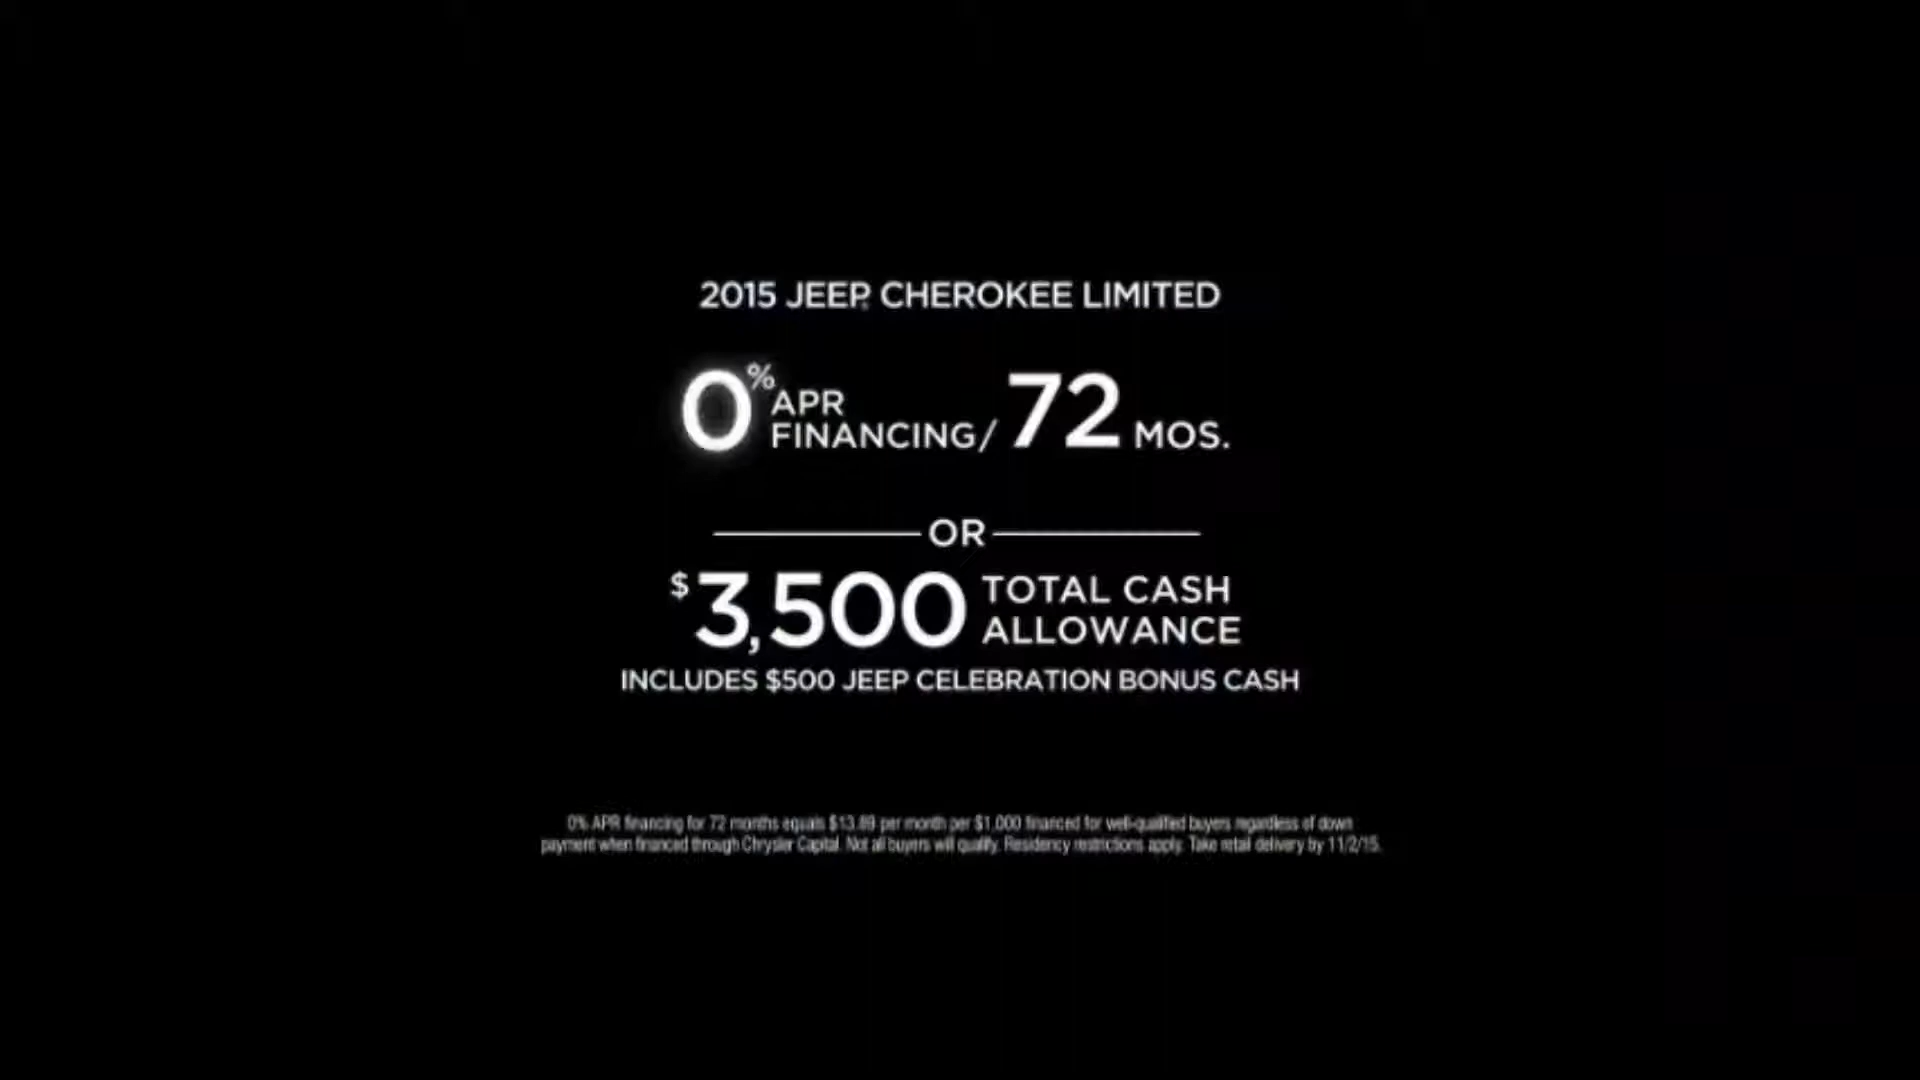 2015 JEEP® CHEROKEE LIMITED
0% APR FINANCING/72 MOS.
OR
$3,500 TOTAL CASH ALLOWANCE
INCLUDES $500 JEEP CELEBRATION BONUS CASH
0% APR financing for 72 months equals $13.89 per month per $1,000 financed for well-qualified buyers regardless of down
payment when financed through Chrysler Capital. Not all buyers will qualify. Residency restrictions apply. Take retail delivery by 11/2/15.